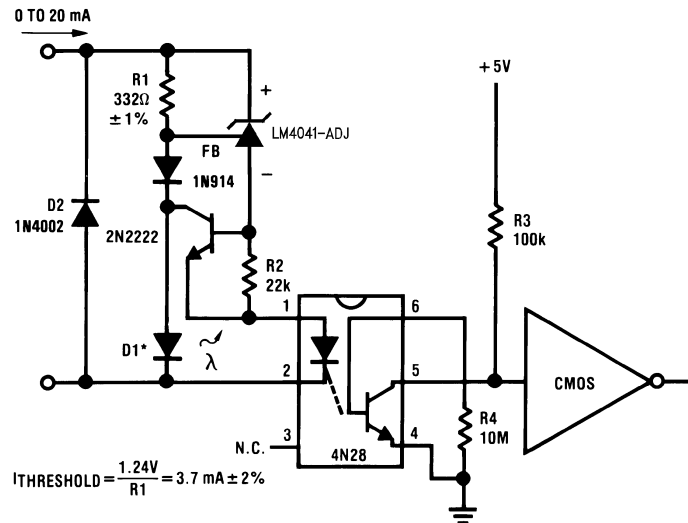 0 TO 20 mA
+5V
R1
332Ω
±1%
+
LM4041-ADJ
FB
1N914
−
D2
1N4002
2N2222
R2
22k
R3
100k
1
6
D1*
λ
2
5
CMOS
3
N.C.
4
4N28
R4
10M
ITHRESHOLD = 1.24V / R1 = 3.7 mA ± 2%